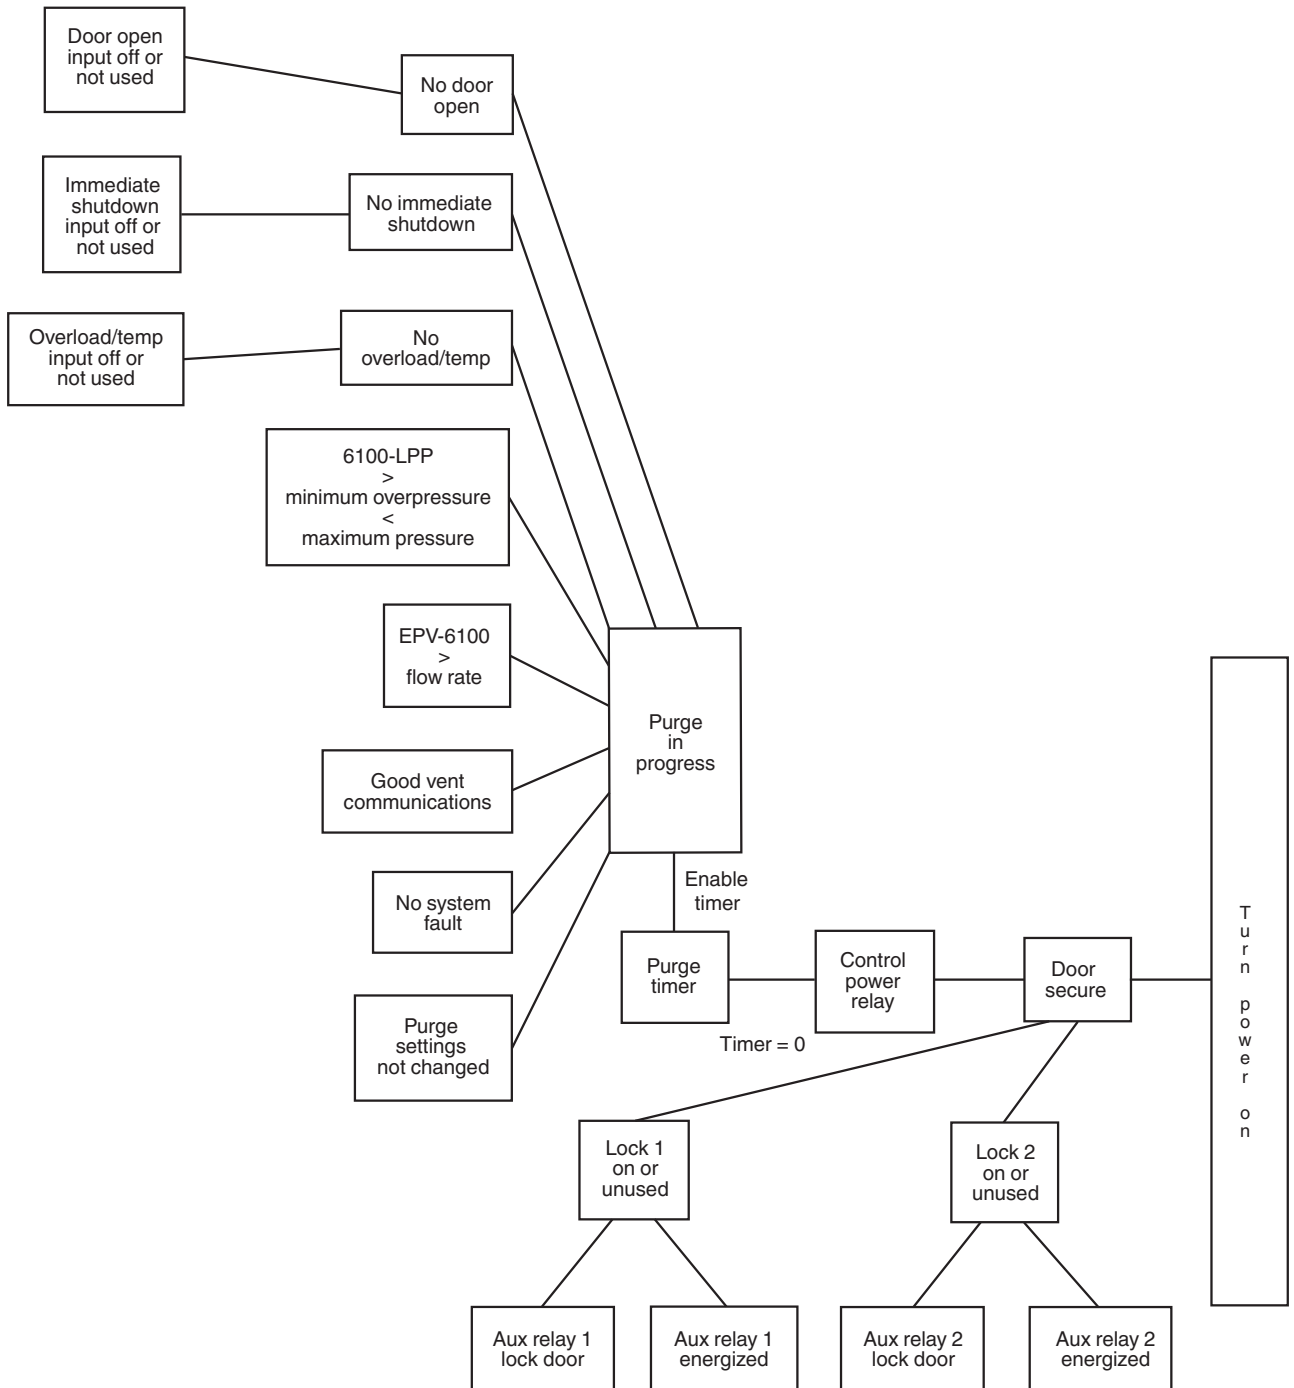 Door open
input off or
not used
No door
open
Immediate
shutdown
input off or
not used
No immediate
shutdown
Overload/temp
input off or
not used
No
overload/temp
6100-LPP
>
minimum overpressure
<
maximum pressure
EPV-6100
>
flow rate
Good vent
communications
No system
fault
Purge
settings
not changed
Purge
in
progress
Enable
timer
Purge
timer
Timer = 0
Control
power
relay
Door
secure
Turn power on
Lock 1
on or
unused
Lock 2
on or
unused
Aux relay 1
lock door
Aux relay 1
energized
Aux relay 2
lock door
Aux relay 2
energized